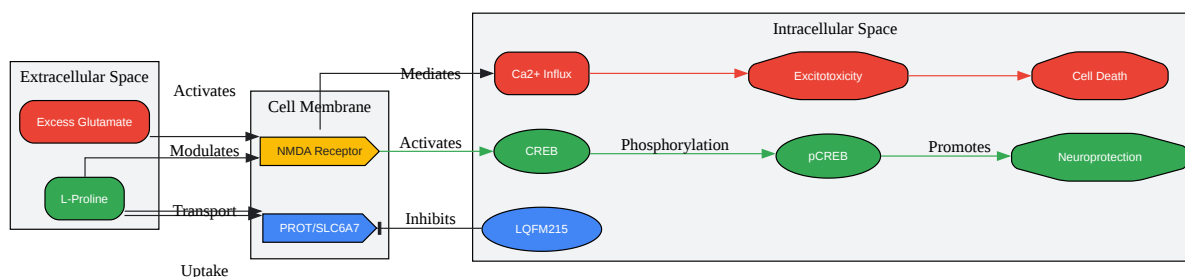 Intracellular Space
Extracellular Space
Activates
Mediates
Ca2+ Influx
Excitotoxicity
Cell Death
Cell Membrane
Excess Glutamate
Modulates
NMDA Receptor
Activates
CREB
Phosphorylation
pCREB
Promotes
Neuroprotection
L-Proline
Transport
PROT/SLC6A7
Inhibits
LQFM215
Uptake